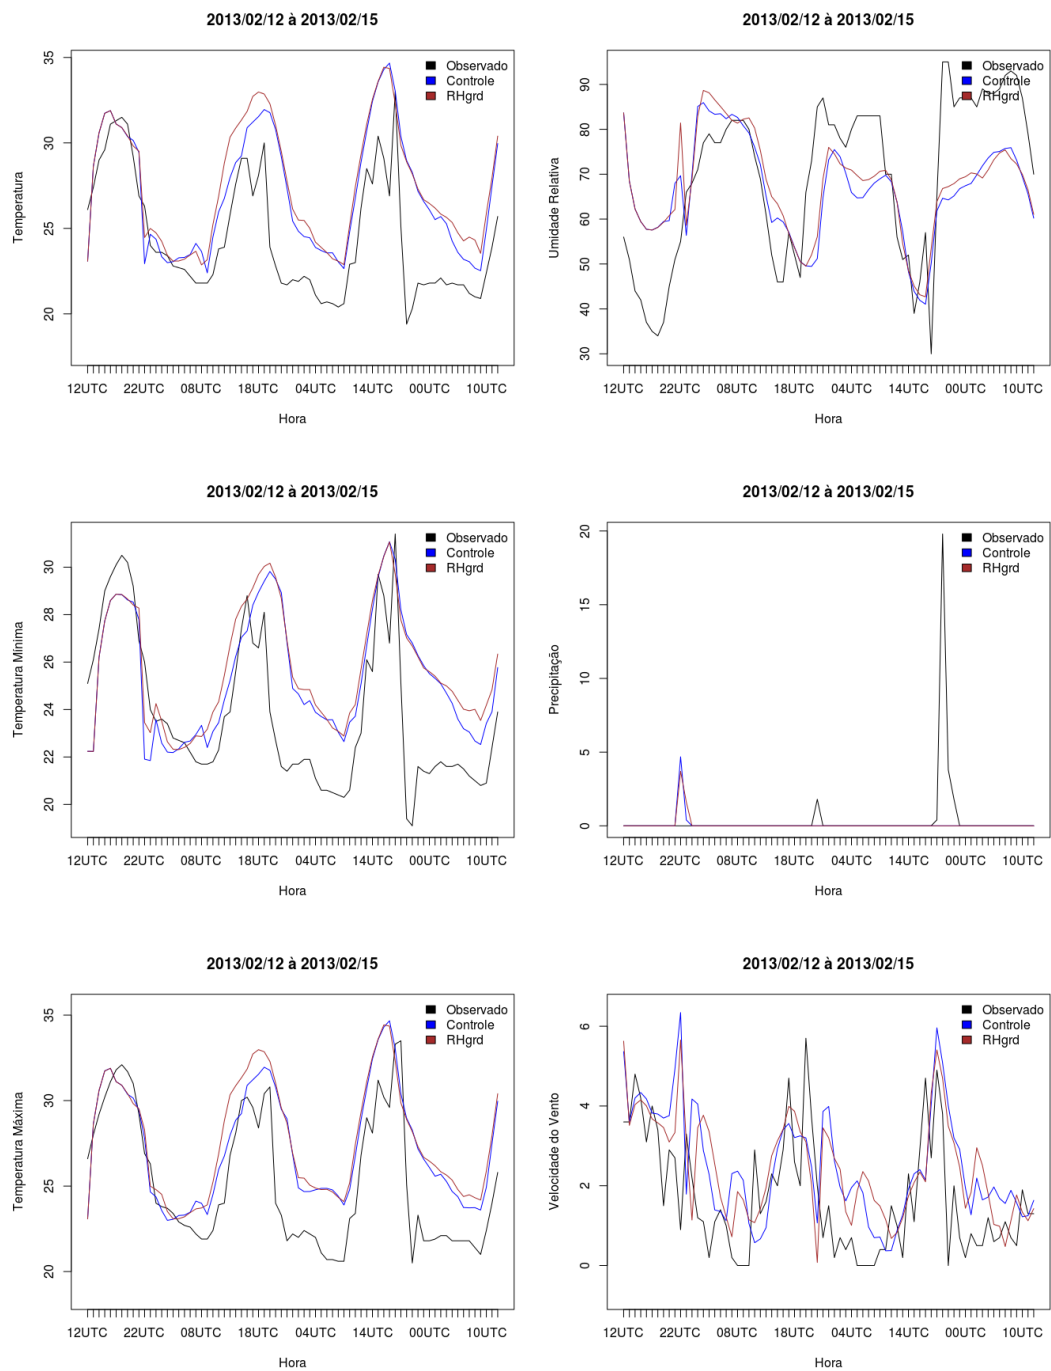 2013/02/12 à 2013/02/15
Temperatura
35
30
25
20
Observado
Controle
RHgrd
12UTC 22UTC 08UTC 18UTC 04UTC 14UTC 00UTC 10UTC
Hora
2013/02/12 à 2013/02/15
Umidade Relativa
90
80
70
60
50
40
30
Observado
Controle
RHgrd
12UTC 22UTC 08UTC 18UTC 04UTC 14UTC 00UTC 10UTC
Hora
2013/02/12 à 2013/02/15
Temperatura Mínima
30
28
26
24
22
20
Observado
Controle
RHgrd
12UTC 22UTC 08UTC 18UTC 04UTC 14UTC 00UTC 10UTC
Hora
2013/02/12 à 2013/02/15
Precipitação
20
15
10
5
0
Observado
Controle
RHgrd
12UTC 22UTC 08UTC 18UTC 04UTC 14UTC 00UTC 10UTC
Hora
2013/02/12 à 2013/02/15
Temperatura Máxima
35
30
25
20
Observado
Controle
RHgrd
12UTC 22UTC 08UTC 18UTC 04UTC 14UTC 00UTC 10UTC
Hora
2013/02/12 à 2013/02/15
Velocidade do Vento
6
4
2
0
Observado
Controle
RHgrd
12UTC 22UTC 08UTC 18UTC 04UTC 14UTC 00UTC 10UTC
Hora